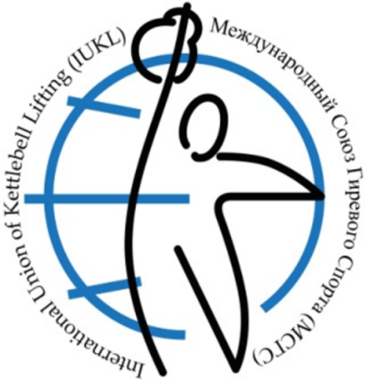 International Union of Kettlebell Lifting (IUKL)
Международный Союз Гиревого Спорта (МСГС)